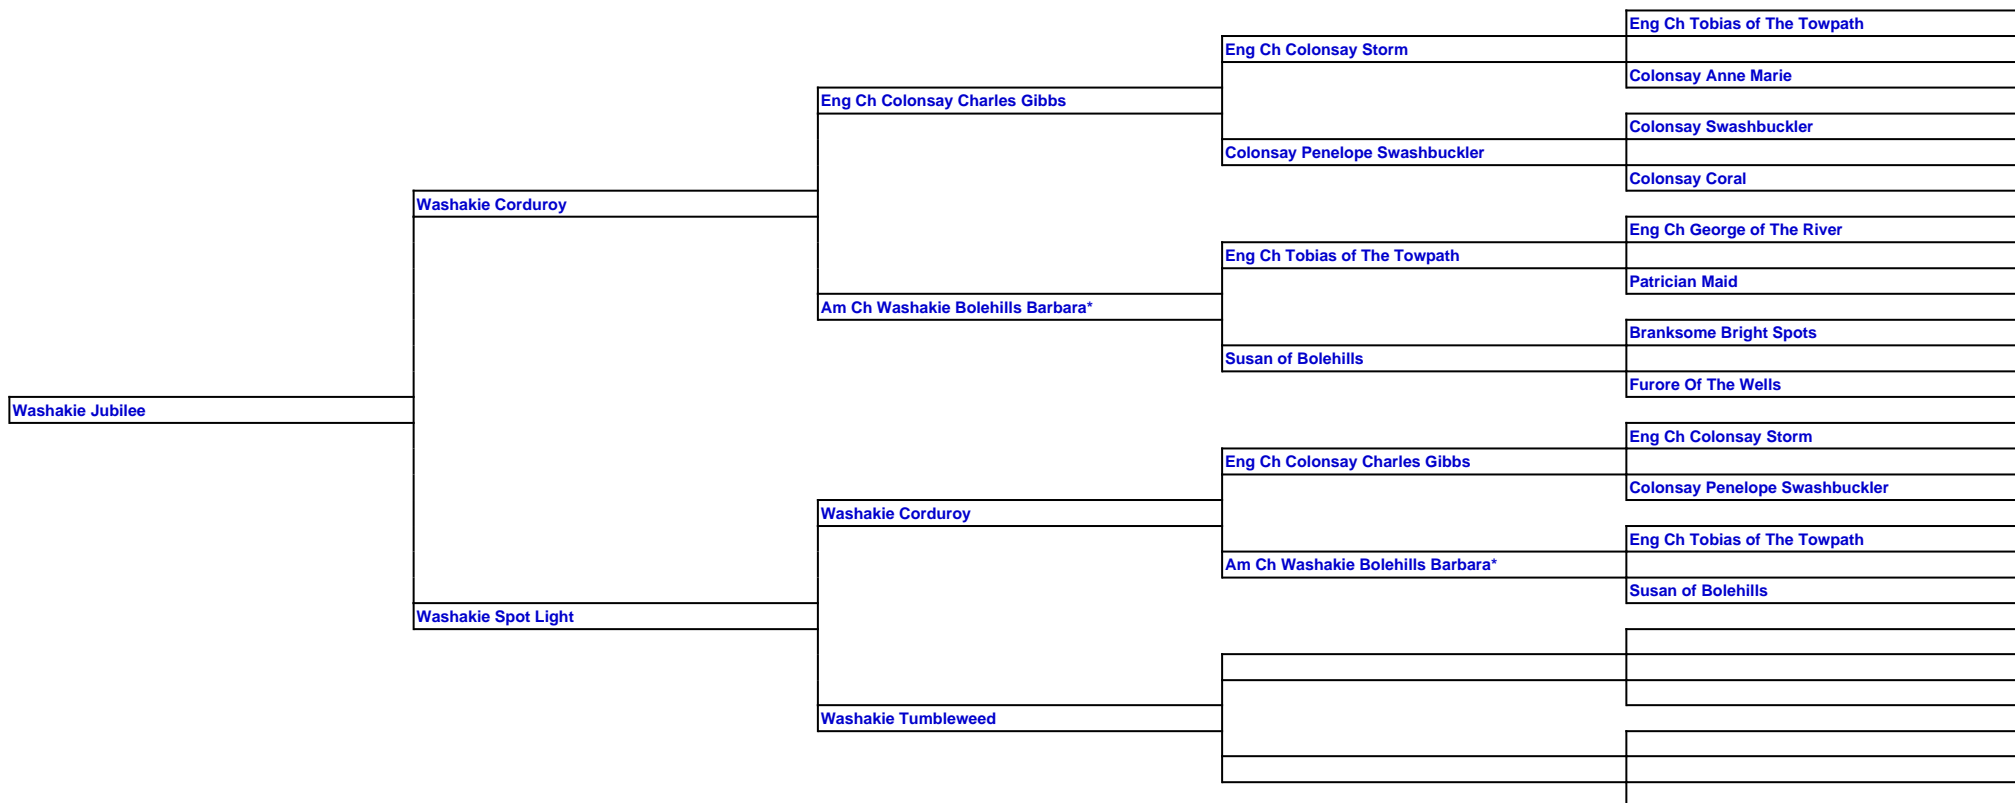 Eng Ch Tobias of The Towpath
Eng Ch Colonsay Storm
Colonsay Anne Marie
Eng Ch Colonsay Charles Gibbs
Colonsay Swashbuckler
Colonsay Penelope Swashbuckler
Colonsay Coral
Washakie Corduroy
Eng Ch George of The River
Eng Ch Tobias of The Towpath
Patrician Maid
Am Ch Washakie Bolehills Barbara*
Branksome Bright Spots
Susan of Bolehills
Furore Of The Wells
Washakie Jubilee
Eng Ch Colonsay Storm
Eng Ch Colonsay Charles Gibbs
Colonsay Penelope Swashbuckler
Washakie Corduroy
Eng Ch Tobias of The Towpath
Am Ch Washakie Bolehills Barbara*
Susan of Bolehills
Washakie Spot Light
Washakie Tumbleweed